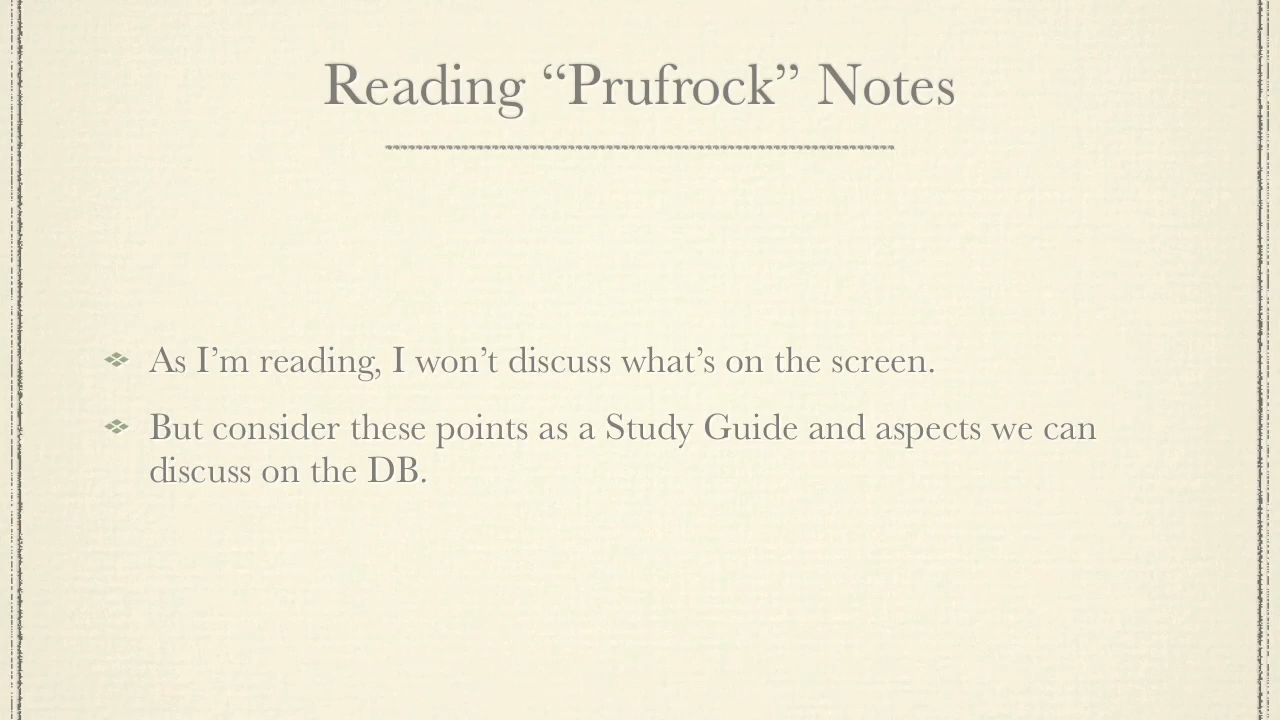 Reading “Prufrock” Notes
As I’m reading, I won’t discuss what’s on the screen.
But consider these points as a Study Guide and aspects we can
discuss on the DB.